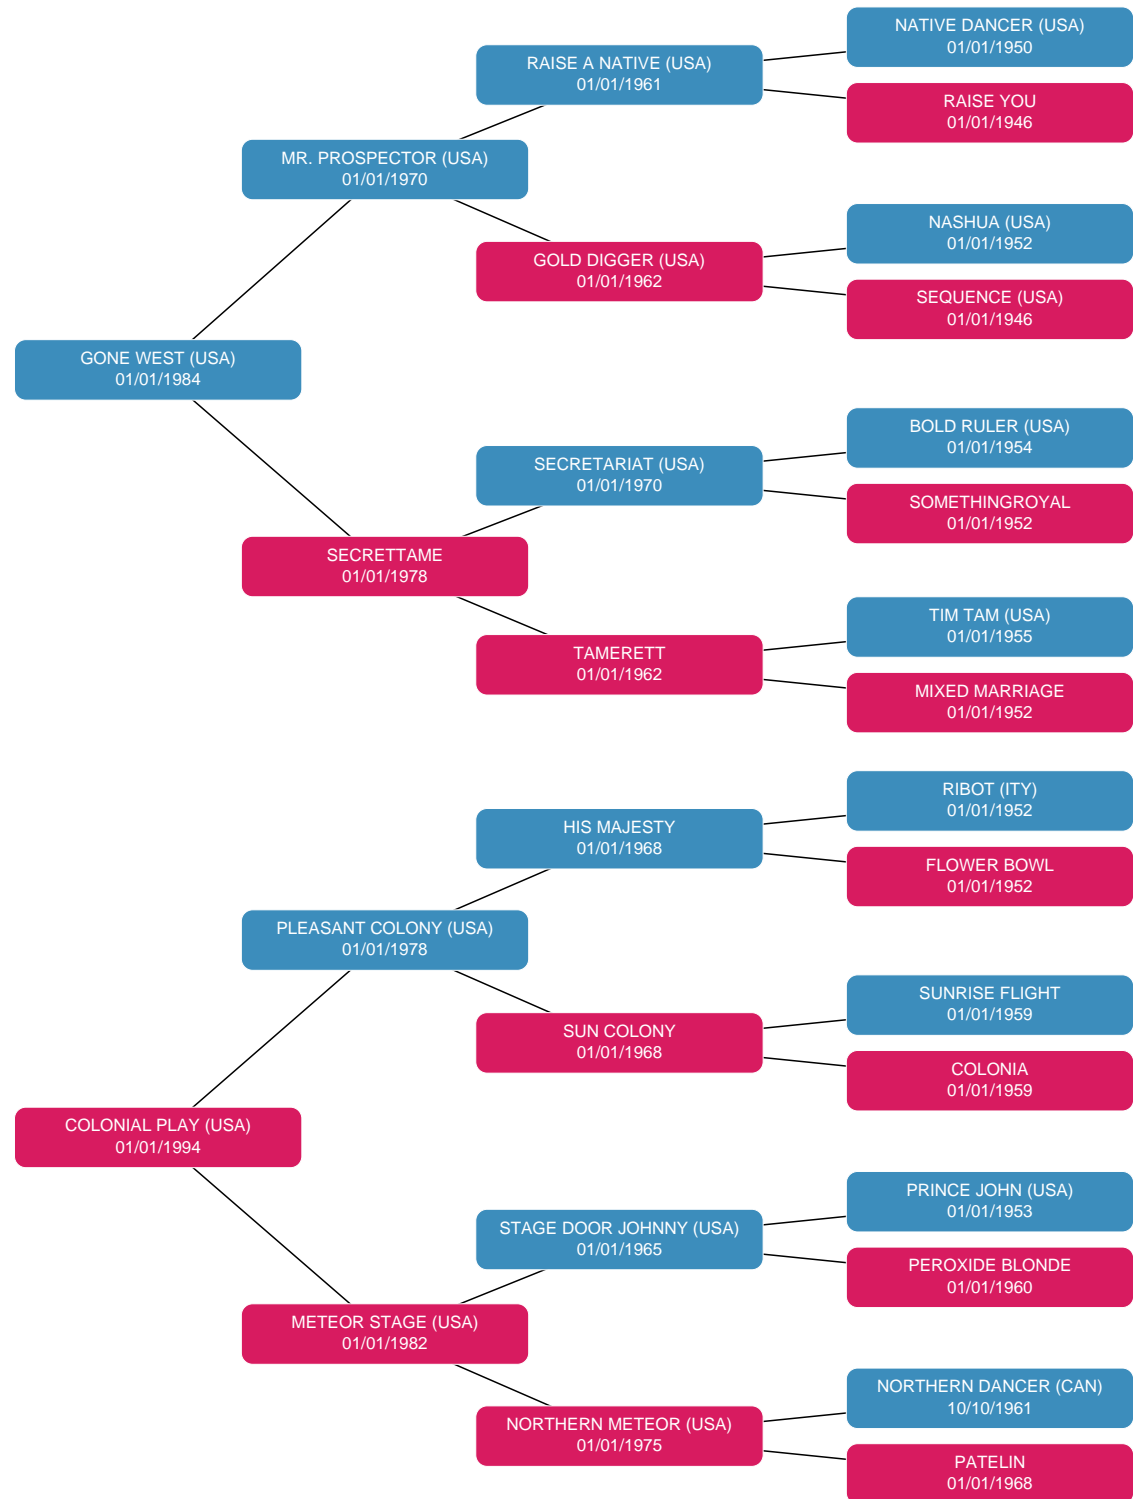 NATIVE DANCER (USA)
01/01/1950
RAISE A NATIVE (USA)
01/01/1961
RAISE YOU
01/01/1946
MR. PROSPECTOR (USA)
01/01/1970
NASHUA (USA)
01/01/1952
GOLD DIGGER (USA)
01/01/1962
SEQUENCE (USA)
01/01/1946
GONE WEST (USA)
01/01/1984
BOLD RULER (USA)
01/01/1954
SECRETARIAT (USA)
01/01/1970
SOMETHINGROYAL
01/01/1952
SECRETTAME
01/01/1978
TIM TAM (USA)
01/01/1955
TAMERETT
01/01/1962
MIXED MARRIAGE
01/01/1952
RIBOT (ITY)
01/01/1952
HIS MAJESTY
01/01/1968
FLOWER BOWL
01/01/1952
PLEASANT COLONY (USA)
01/01/1978
SUNRISE FLIGHT
01/01/1959
SUN COLONY
01/01/1968
COLONIA
01/01/1959
COLONIAL PLAY (USA)
01/01/1994
PRINCE JOHN (USA)
01/01/1953
STAGE DOOR JOHNNY (USA)
01/01/1965
PEROXIDE BLONDE
01/01/1960
METEOR STAGE (USA)
01/01/1982
NORTHERN DANCER (CAN)
10/10/1961
NORTHERN METEOR (USA)
01/01/1975
PATELIN
01/01/1968